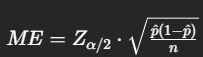 ME = Z_{α/2} · √(p̂(1−p̂)/n)